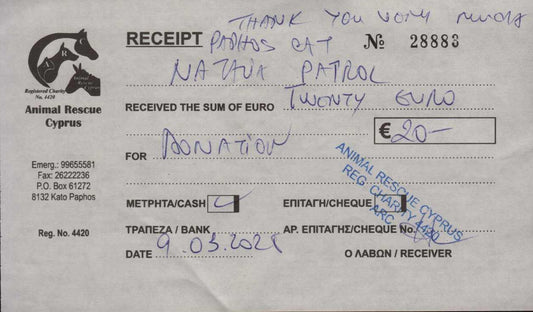 THANK YOU VERY MUCH
RECEIPT PAPHOS CAT № 28883
PATROL
Registered Charity
No. 4420
Animal Rescue
Cyprus
RECEIVED THE SUM OF EURO TWENTY EURO
€ 20-
FOR DONATION
Emerg.: 99655581
Fax: 26222236
P.O. Box 61272
8132 Kato Paphos
Reg. No. 4420
ΜΕΤΡΗΤΑ/CASH ✓ ΕΠΙΤΑΓΗ/CHEQUE
ΤΡΑΠΕΖΑ / BANK ΑΡ. ΕΠΙΤΑΓΗΣ/CHEQUE No.
DATE 9.03.202 Ο ΛΑΒΩΝ / RECEIVER
ANIMAL RESCUE CYPRUS
REG. CHARITY 4420
ARC